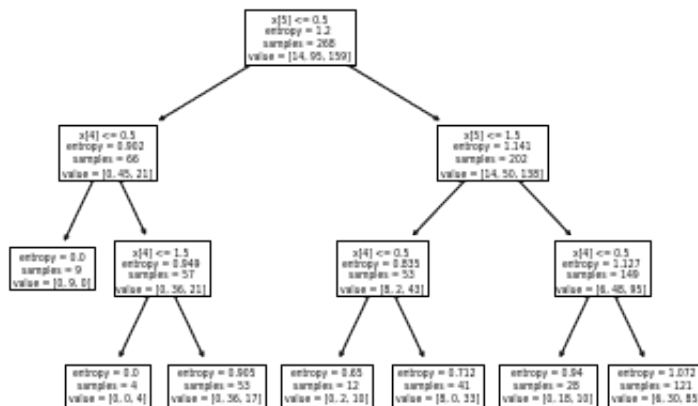 x[5] <= 0.5
entropy = 1.2
samples = 268
value = [14, 95, 159]
x[4] <= 0.5
entropy = 0.902
samples = 66
value = [0, 45, 21]
x[5] <= 1.5
entropy = 1.141
samples = 202
value = [14, 50, 138]
entropy = 0.0
samples = 9
value = [0, 9, 0]
x[4] <= 1.5
entropy = 0.949
samples = 57
value = [0, 36, 21]
x[4] <= 0.5
entropy = 0.835
samples = 53
value = [8, 2, 43]
x[4] <= 0.5
entropy = 1.127
samples = 149
value = [6, 48, 95]
entropy = 0.0
samples = 4
value = [0, 0, 4]
entropy = 0.905
samples = 53
value = [0, 36, 17]
entropy = 0.65
samples = 12
value = [0, 2, 10]
entropy = 0.712
samples = 41
value = [8, 0, 33]
entropy = 0.94
samples = 28
value = [0, 18, 10]
entropy = 1.072
samples = 121
value = [6, 30,